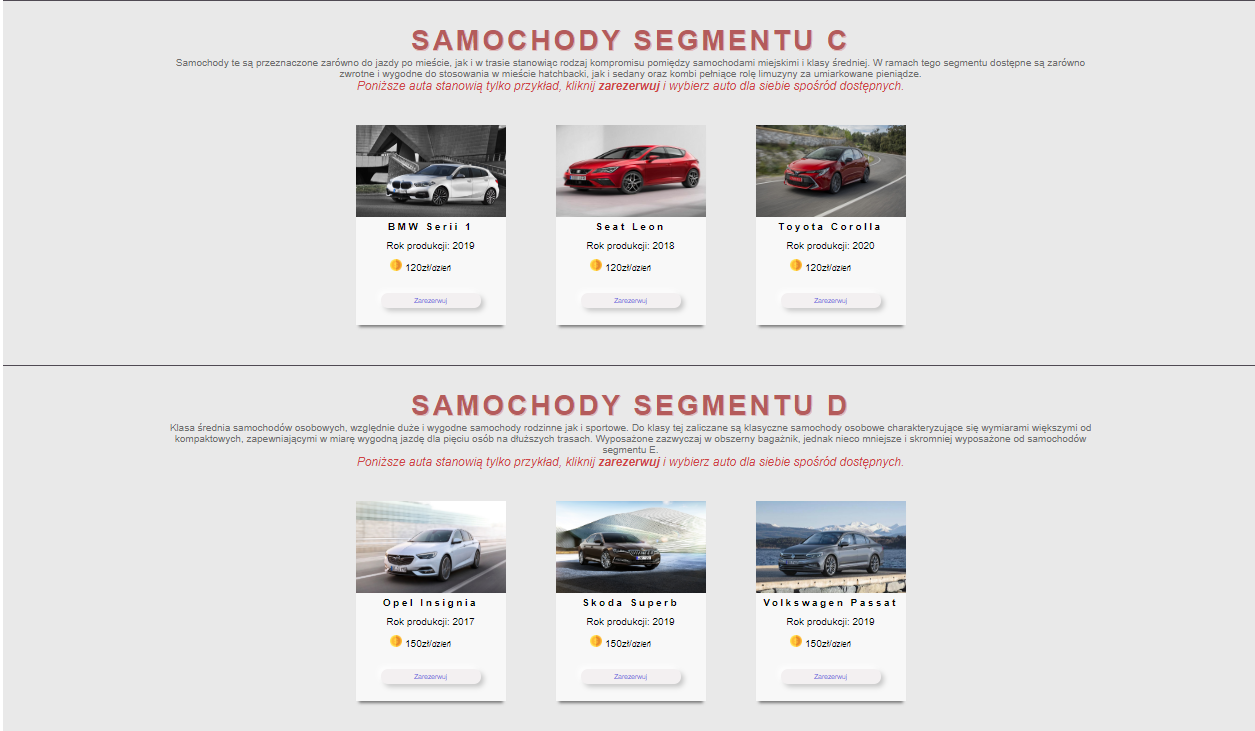 SAMOCHODY SEGMENTU C
Samochody te są przeznaczone zarówno do jazdy po mieście, jak i w trasie stanowiąc rodzaj kompromisu pomiędzy samochodami miejskimi i klasy średniej. W ramach tego segmentu dostępne są zarówno
zwrotne i wygodne do stosowania w mieście hatchbacki, jak i sedany oraz kombi pełniące rolę limuzyny za umiarkowane pieniądze.
Poniższe auta stanowią tylko przykład, kliknij zarezerwuj i wybierz auto dla siebie spośród dostępnych.
BMW Serii 1
Rok produkcji: 2019
120zł/dzień
Zarezerwuj
Seat Leon
Rok produkcji: 2018
120zł/dzień
Zarezerwuj
Toyota Corolla
Rok produkcji: 2020
120zł/dzień
Zarezerwuj
SAMOCHODY SEGMENTU D
Klasa średnia samochodów osobowych, względnie duże i wygodne samochody rodzinne jak i sportowe. Do klasy tej zaliczane są klasyczne samochody osobowe charakteryzujące się wymiarami większymi od
kompaktowych, zapewniającymi w miarę wygodną jazdę dla pięciu osób na dłuższych trasach. Wyposażone zazwyczaj w obszerny bagażnik, jednak nieco mniejsze i skromniej wyposażone od samochodów
segmentu E.
Poniższe auta stanowią tylko przykład, kliknij zarezerwuj i wybierz auto dla siebie spośród dostępnych.
Opel Insignia
Rok produkcji: 2017
150zł/dzień
Zarezerwuj
Skoda Superb
Rok produkcji: 2019
150zł/dzień
Zarezerwuj
Volkswagen Passat
Rok produkcji: 2019
150zł/dzień
Zarezerwuj